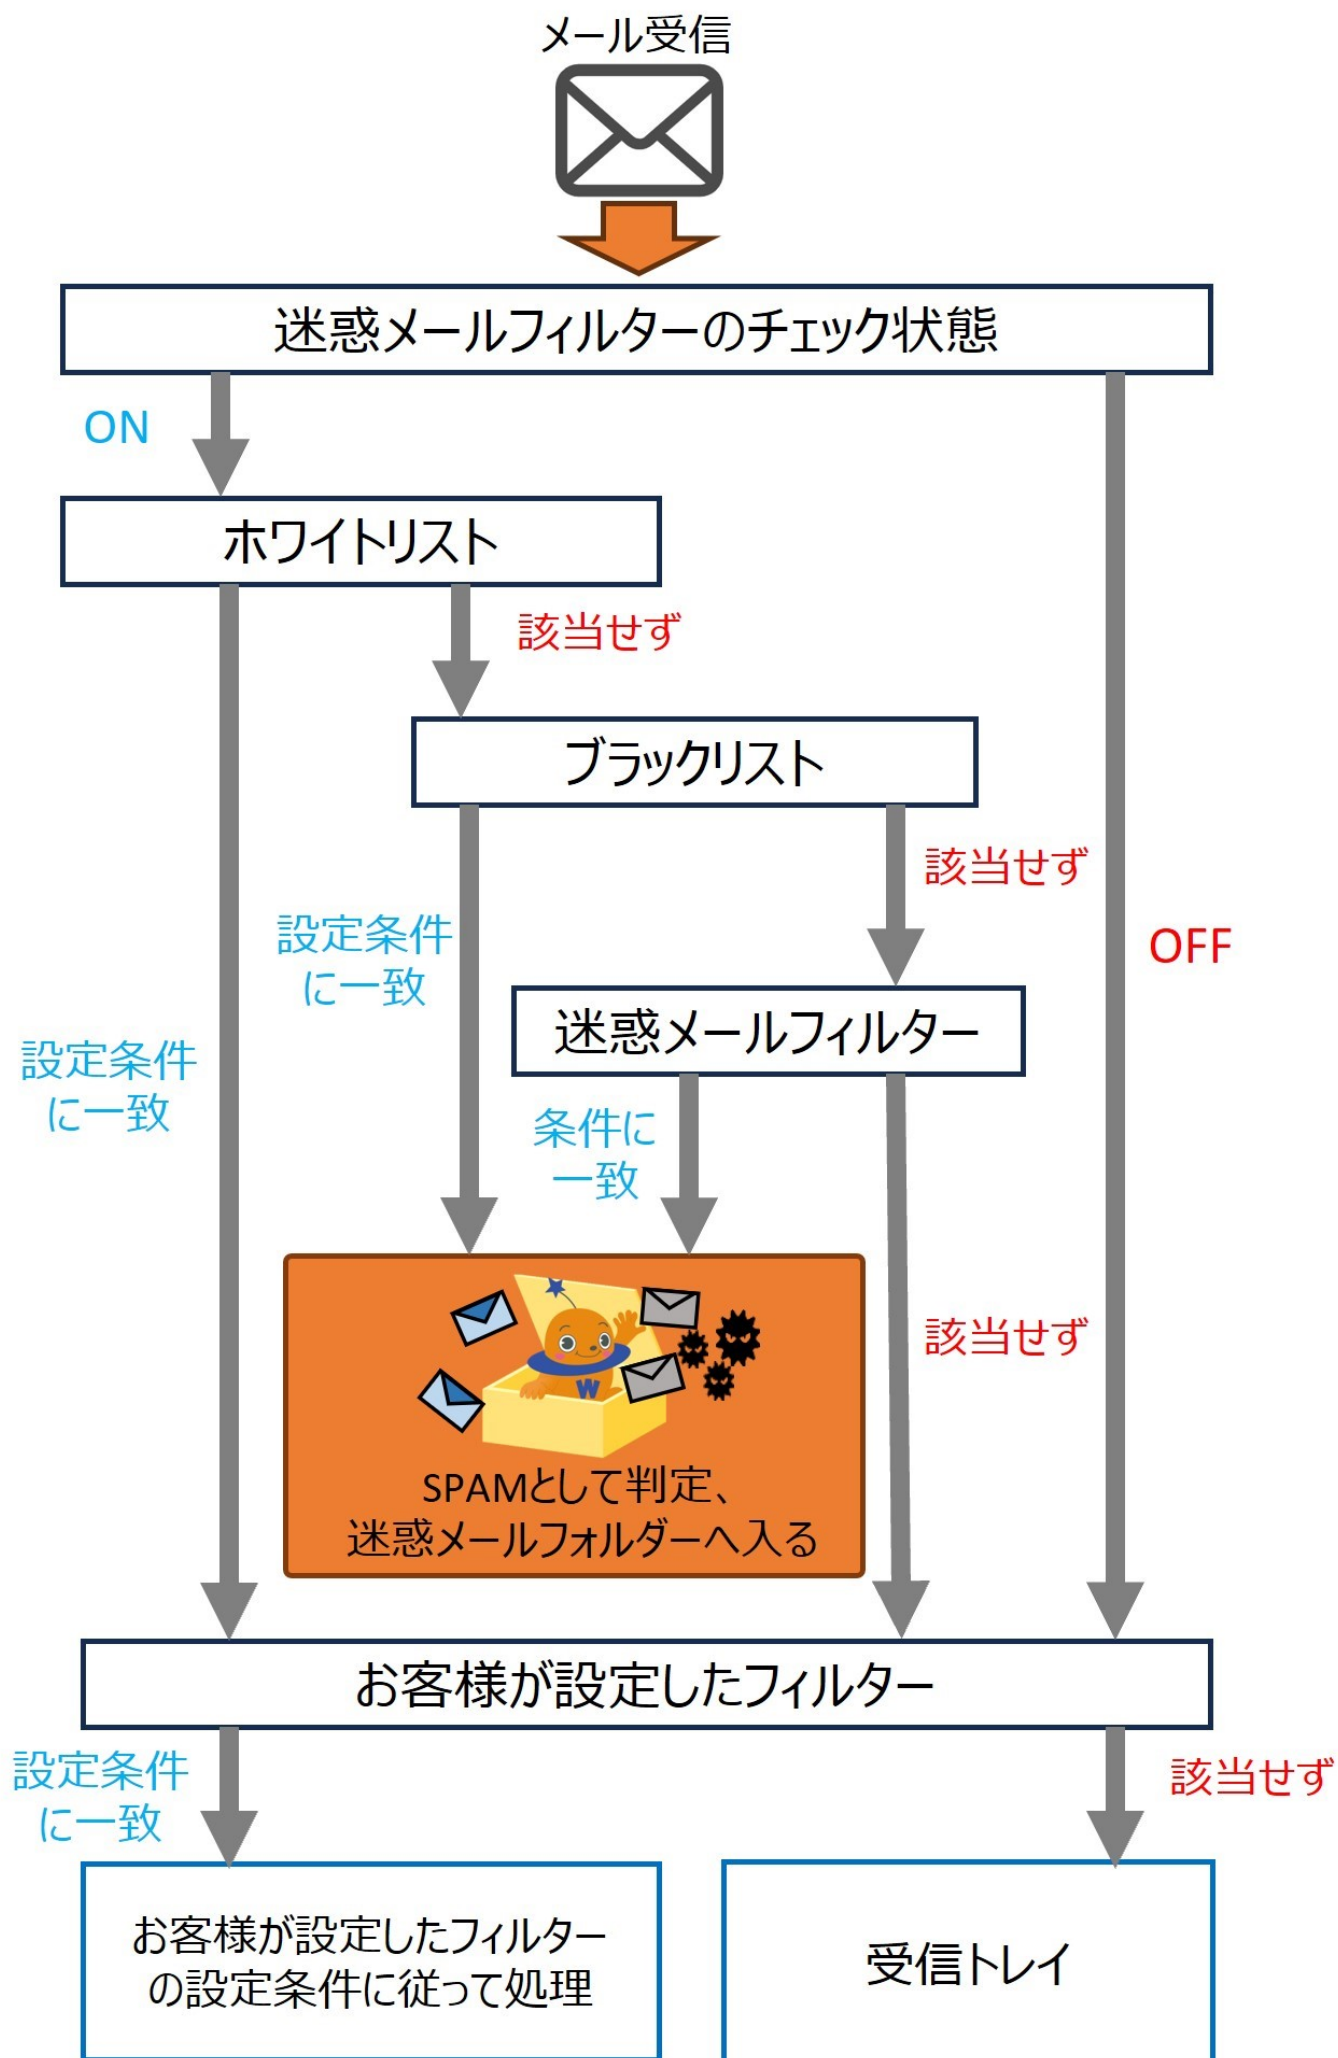 メール受信
迷惑メールフィルターのチェック状態
ON
ホワイトリスト
該当せず
ブラックリスト
該当せず
設定条件
に一致
OFF
迷惑メールフィルター
設定条件
に一致
条件に
一致
該当せず
W
SPAMとして判定、
迷惑メールフォルダーへ入る
お客様が設定したフィルター
設定条件
に一致
該当せず
お客様が設定したフィルター
の設定条件に従って処理
受信トレイ